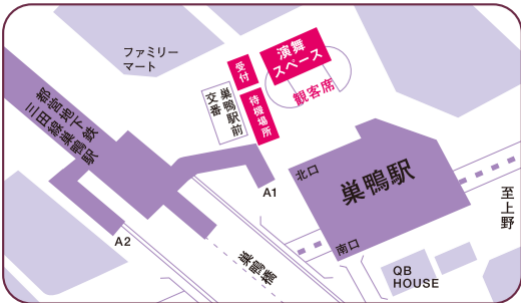 ファミリー
マート
受付
演舞
スペース
観客席
待機場所
巣鴨駅前
交番
都営地下鉄
三田線巣鴨駅
北口
巣鴨駅
南口
A1
A2
巣鴨橋
至上野
QB
HOUSE